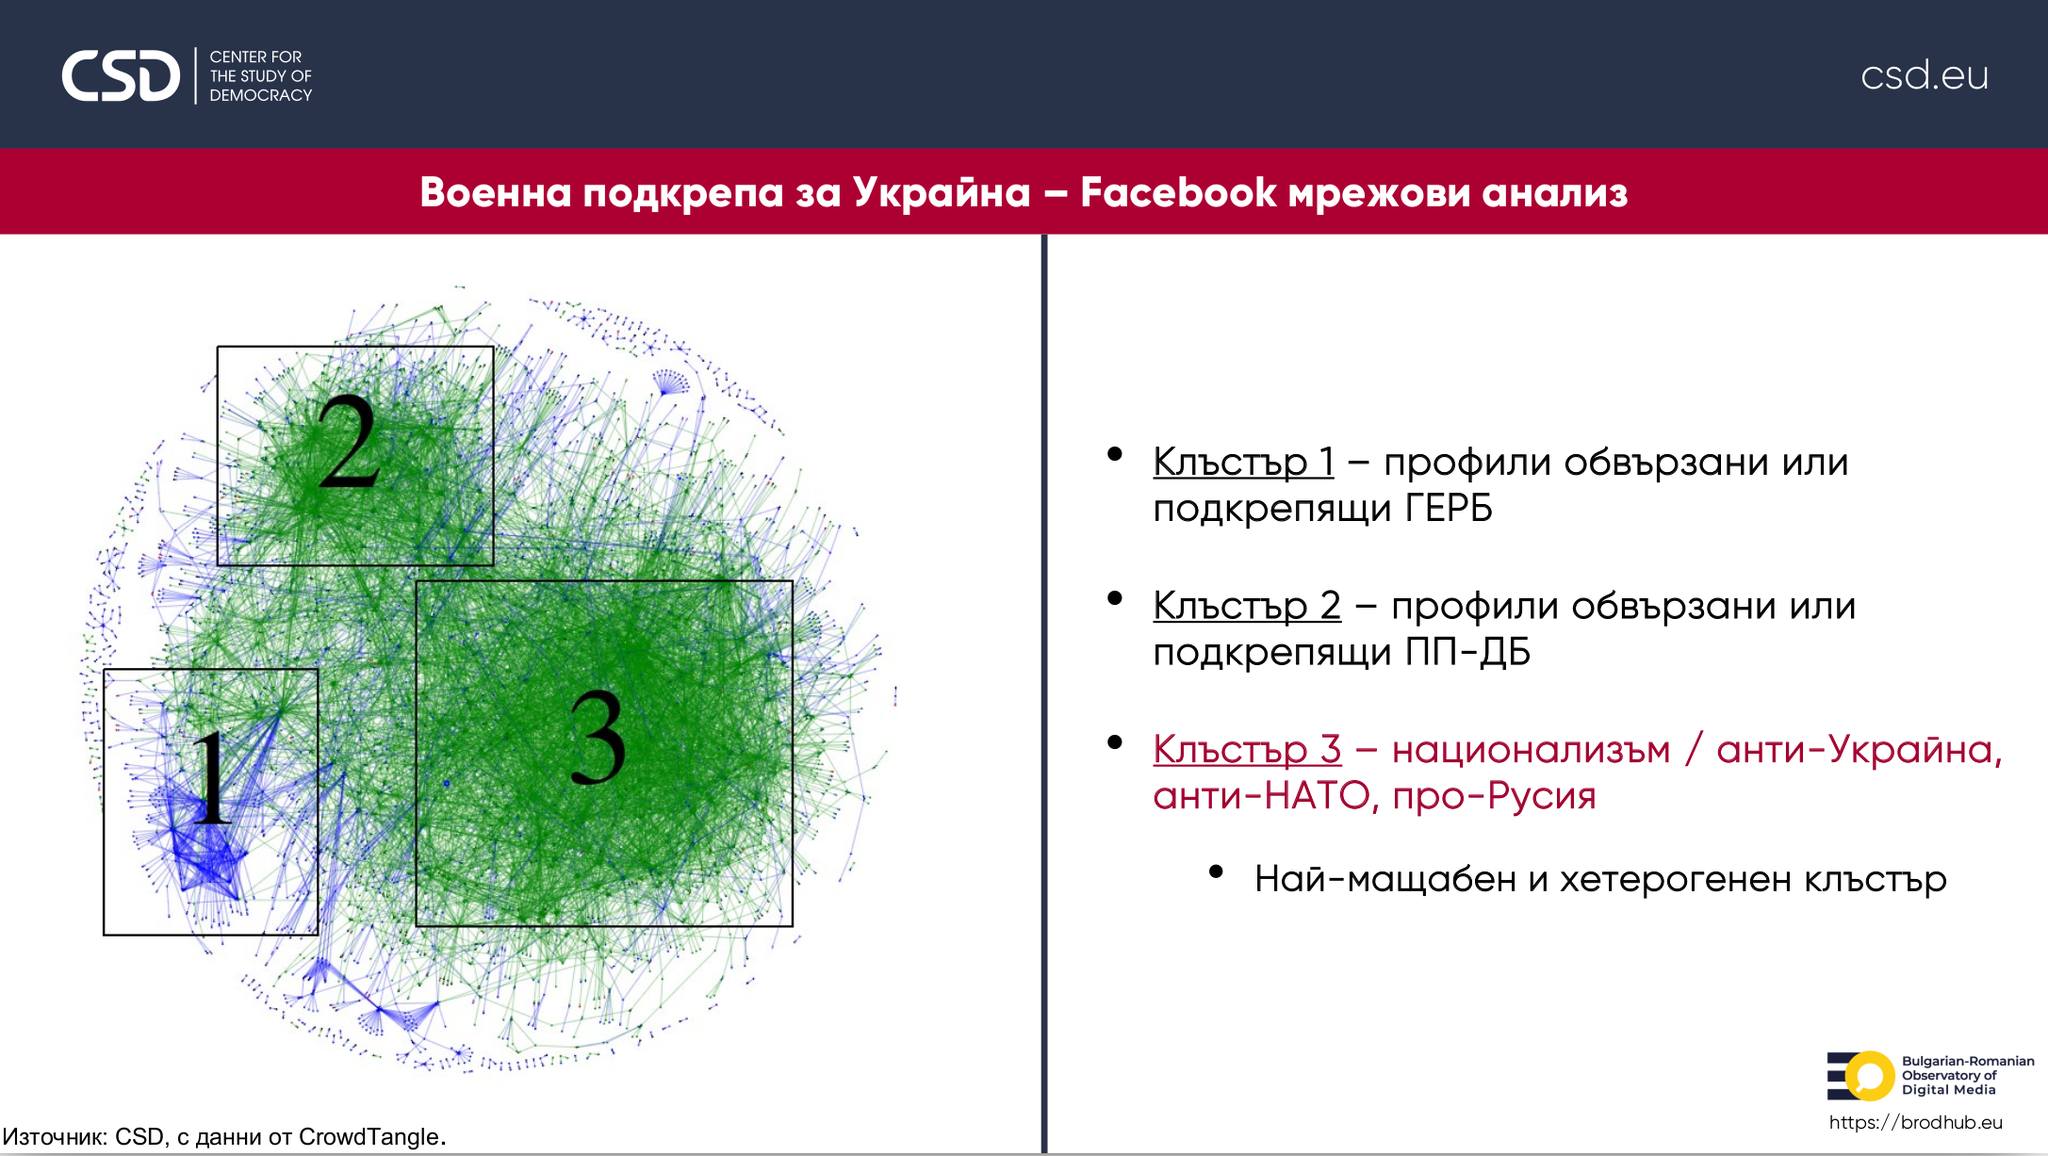 CSD
CENTER FOR
THE STUDY OF
DEMOCRACY
csd.eu
Военна подкрепа за Украйна – Facebook мрежови анализ
2
1
3
• Клъстър 1 – профили обвързани или
подкрепящи ГЕРБ
• Клъстър 2 – профили обвързани или
подкрепящи ПП-ДБ
• Клъстър 3 – национализъм / анти-Украйна,
анти-НАТО, про-Русия
• Най-мащабен и хетерогенен клъстър
Bulgarian-Romanian
Observatory of
Digital Media
https://brodhub.eu
Източник: CSD, с данни от CrowdTangle.